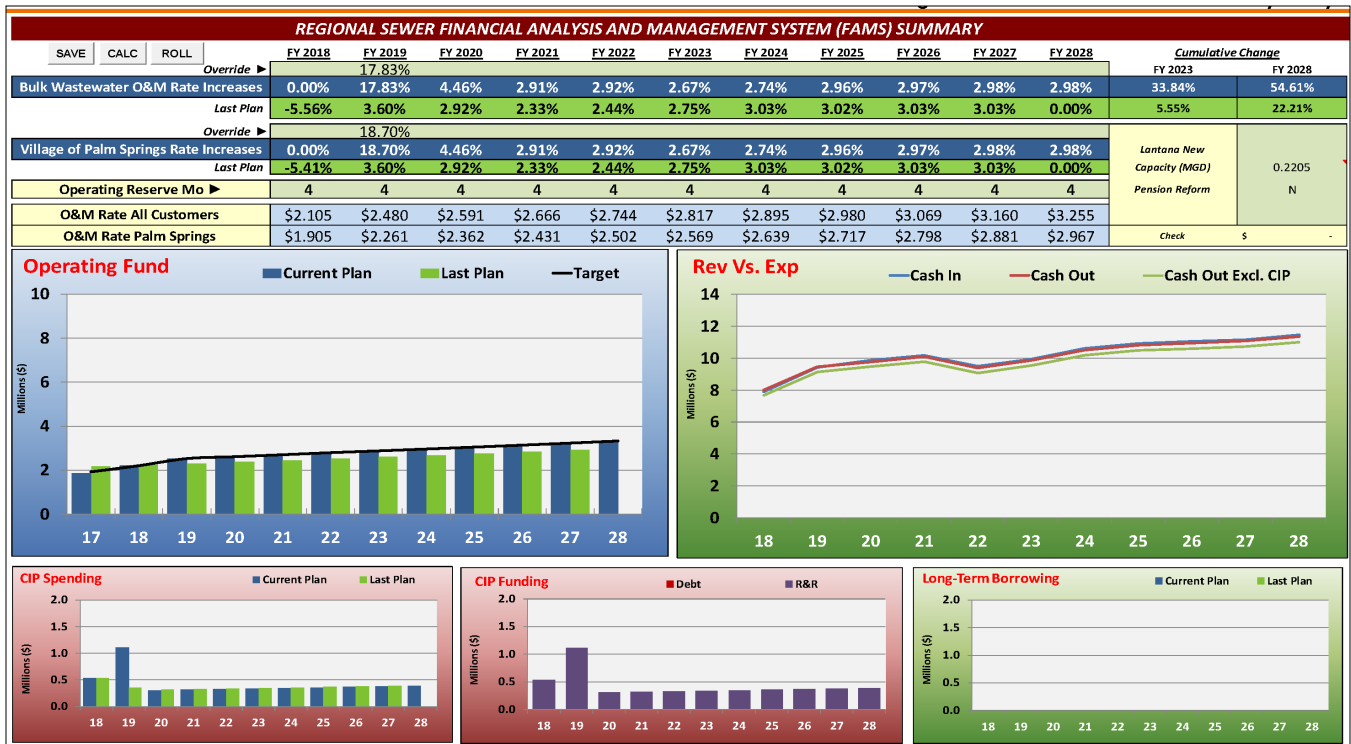 REGIONAL SEWER FINANCIAL ANALYSIS AND MANAGEMENT SYSTEM (FAMS) SUMMARY
SAVE CALC ROLL FY 2018 FY 2019 FY 2020 FY 2021 FY 2022 FY 2023 FY 2024 FY 2025 FY 2026 FY 2027 FY 2028 Cumulative Change
Override ► 17.83% FY 2023 FY 2028
Bulk Wastewater O&M Rate Increases 0.00% 17.83% 4.46% 2.91% 2.92% 2.67% 2.74% 2.96% 2.97% 2.98% 2.98% 33.84% 54.61%
Last Plan -5.56% 3.60% 2.92% 2.33% 2.44% 2.75% 3.03% 3.02% 3.03% 3.03% 0.00% 5.55% 22.21%
Override ► 18.70%
Village of Palm Springs Rate Increases 0.00% 18.70% 4.46% 2.91% 2.92% 2.67% 2.74% 2.96% 2.97% 2.98% 2.98% Lantana New
Last Plan -5.41% 3.60% 2.92% 2.33% 2.44% 2.75% 3.03% 3.02% 3.03% 3.03% 0.00% Capacity (MGD) 0.2205
Operating Reserve Mo ► 4 4 4 4 4 4 4 4 4 4 4 Pension Reform N
O&M Rate All Customers $2.105 $2.480 $2.591 $2.666 $2.744 $2.817 $2.895 $2.980 $3.069 $3.160 $3.255
O&M Rate Palm Springs $1.905 $2.261 $2.362 $2.431 $2.502 $2.569 $2.639 $2.717 $2.798 $2.881 $2.967 Check $ -
Operating Fund
Current Plan Last Plan Target
Millions ($)
10
8
6
4
2
0
17 18 19 20 21 22 23 24 25 26 27 28
Rev Vs. Exp
Cash In Cash Out Cash Out Excl. CIP
Millions ($)
14
12
10
8
6
4
2
0
18 19 20 21 22 23 24 25 26 27 28
CIP Spending
Current Plan Last Plan
Millions ($)
2.0
1.5
1.0
0.5
0.0
18 19 20 21 22 23 24 25 26 27 28
CIP Funding
Debt R&R
Millions ($)
2.0
1.5
1.0
0.5
0.0
18 19 20 21 22 23 24 25 26 27 28
Long-Term Borrowing
Current Plan Last Plan
Millions ($)
2.0
1.5
1.0
0.5
0.0
18 19 20 21 22 23 24 25 26 27 28